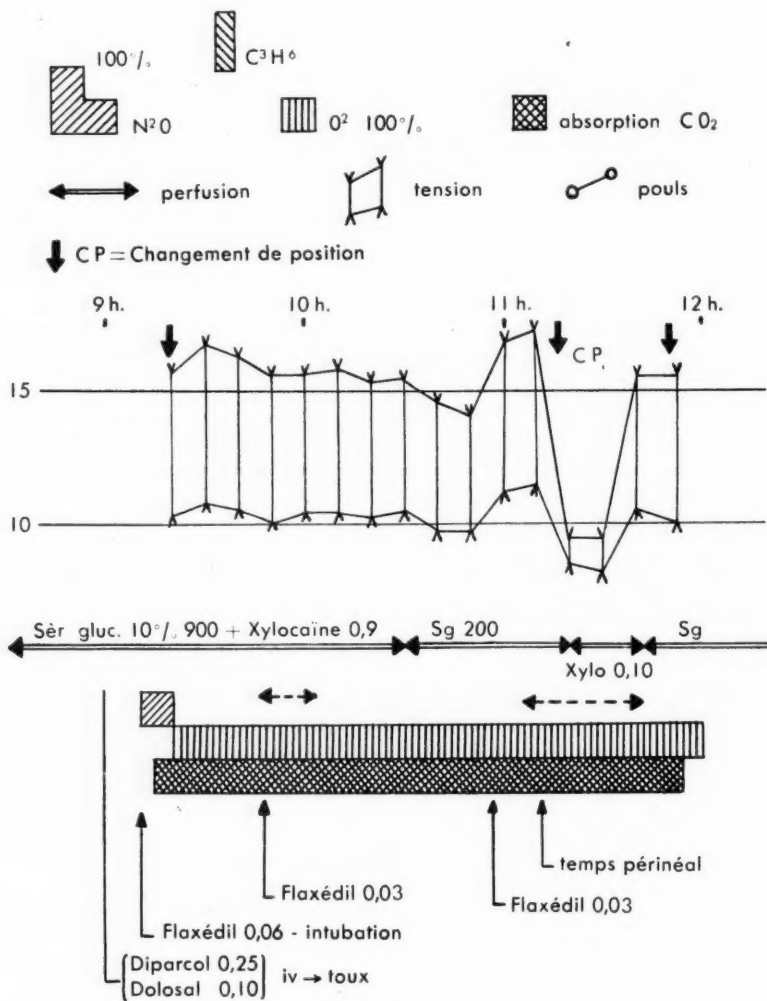 100°/.
C³H⁶
N²O
O² 100°/.
absorption CO₂
perfusion
tension
pouls
CP = Changement de position
9 h.
10 h.
11 h.
12 h.
CP.
15
10
Sèr gluc. 10°/. 900 + Xylocaïne 0,9
Sg 200
Sg
Xylo 0,10
temps périnéal
Flaxédil 0,03
Flaxédil 0,03
Flaxédil 0,06 - intubation
Diparcol 0,25
Dolosal 0,10
iv → toux